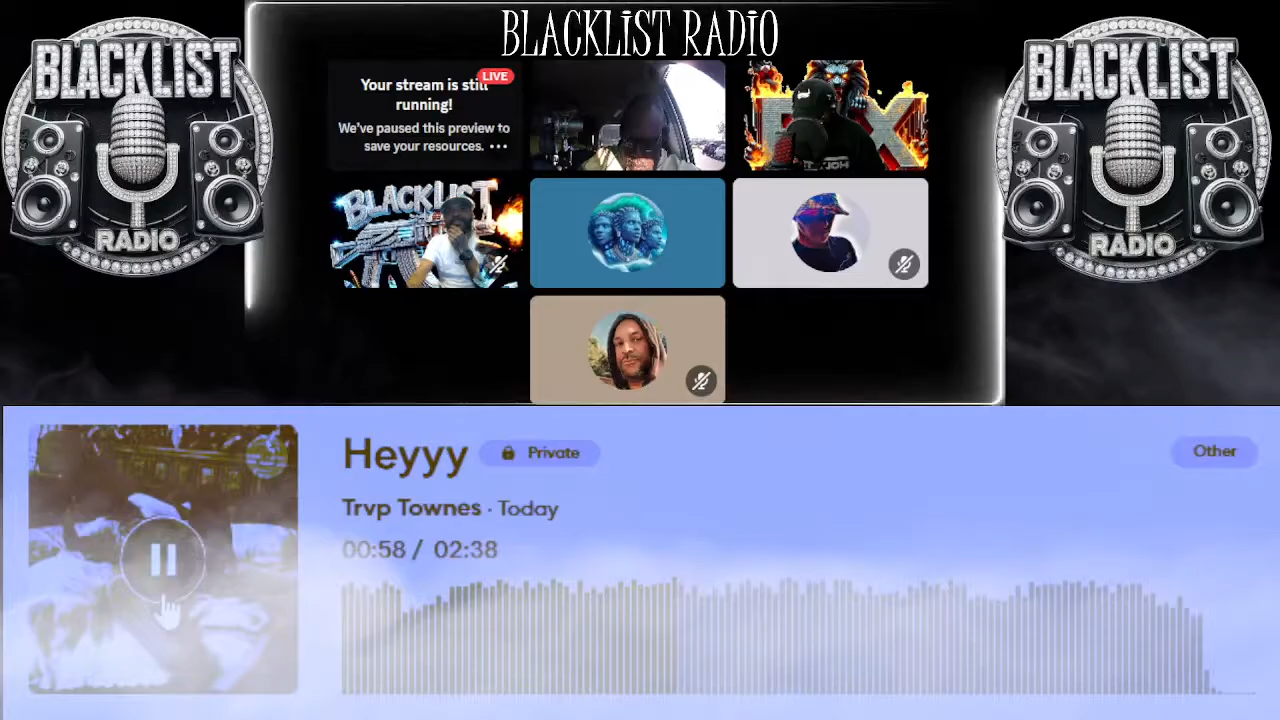 BLACKLIST RADIO
BLACKLIST
RADIO
BLACKLIST
RADIO
LIVE
Your stream is still
running!
We've paused this preview to
save your resources.
BLACKLIST
Heyyy
Private
Other
Trvp Townes · Today
00:58 / 02:38